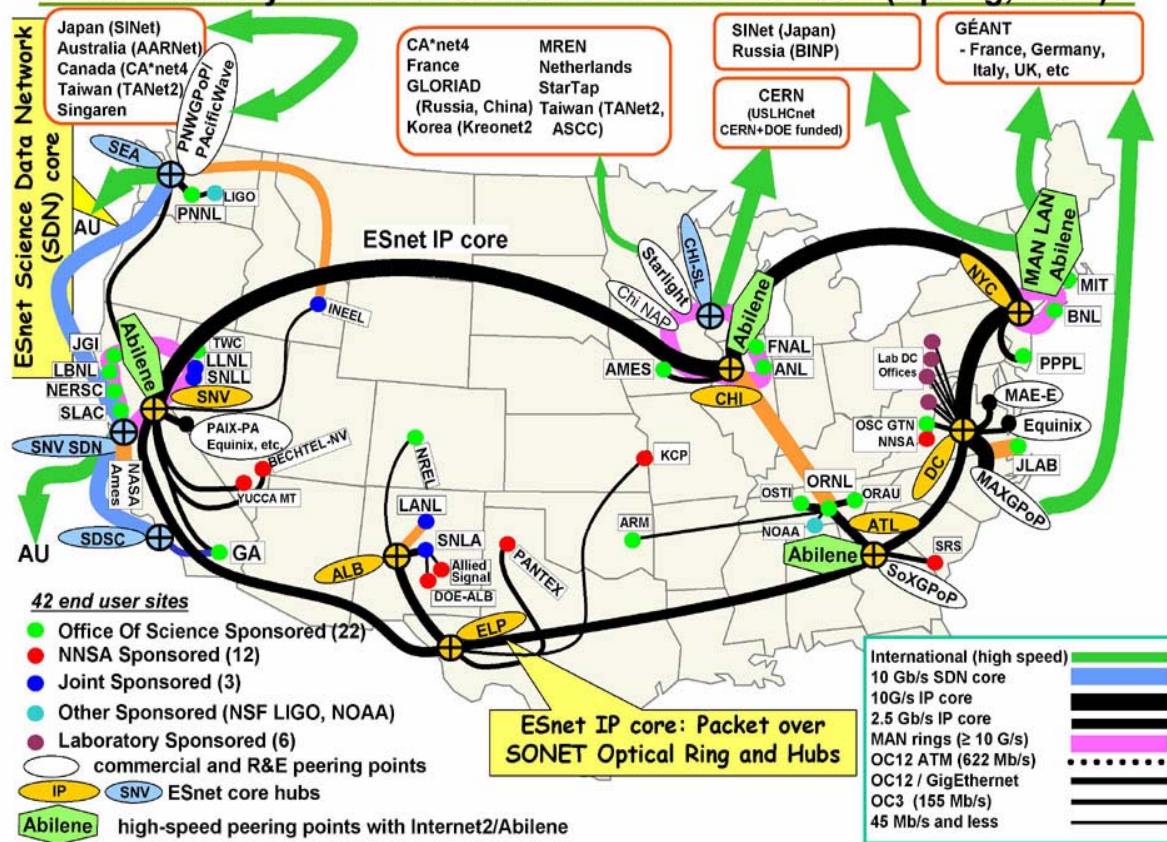 Japan (SINet)
Australia (AARNet)
Canada (CA*net4
Taiwan (TANet2)
Singaren
PNWGPoP/
PAcificWave
CA*net4
France
GLORIAD
(Russia, China)
Korea (Kreonet2
MREN
Netherlands
StarTap
Taiwan (TANet2,
ASCC)
SINet (Japan)
Russia (BINP)
CERN
(USLHCnet
CERN+DOE funded)
GÉANT
- France, Germany,
Italy, UK, etc
ESnet Science Data Network
(SDN) core
SEA
AU
PNNL
LIGO
ESnet IP core
INEEL
Starlight
Chi NAP
CHI-SL
Abilene
MAN LAN
Abilene
NYC
MIT
BNL
PPPL
JGI
LBNL
NERSC
SLAC
Abilene
TWC
LLNL
SNLL
SNV
SNV SDN
PAIX-PA
Equinix, etc.
BECHTEL-NV
YUCCA MT
NASA
Ames
AU
SDSC
GA
AMES
FNAL
ANL
CHI
Lab DC
Offices
OSC GTN
NNSA
MAE-E
Equinix
DC
JLAB
MAXGPoP
NREL
LANL
SNLA
Allied
Signal
DOE-ALB
ALB
PANTEX
KCP
ARM
OSTI
ORNL
ORAU
NOAA
ATL
Abilene
SRS
SoXGPoP
ELP
ESnet IP core: Packet over
SONET Optical Ring and Hubs
42 end user sites
Office Of Science Sponsored (22)
NNSA Sponsored (12)
Joint Sponsored (3)
Other Sponsored (NSF LIGO, NOAA)
Laboratory Sponsored (6)
commercial and R&E peering points
IP SNV ESnet core hubs
Abilene high-speed peering points with Internet2/Abilene
International (high speed)
10 Gb/s SDN core
10G/s IP core
2.5 Gb/s IP core
MAN rings (≥ 10 G/s)
OC12 ATM (622 Mb/s)
OC12 / GigEthernet
OC3 (155 Mb/s)
45 Mb/s and less